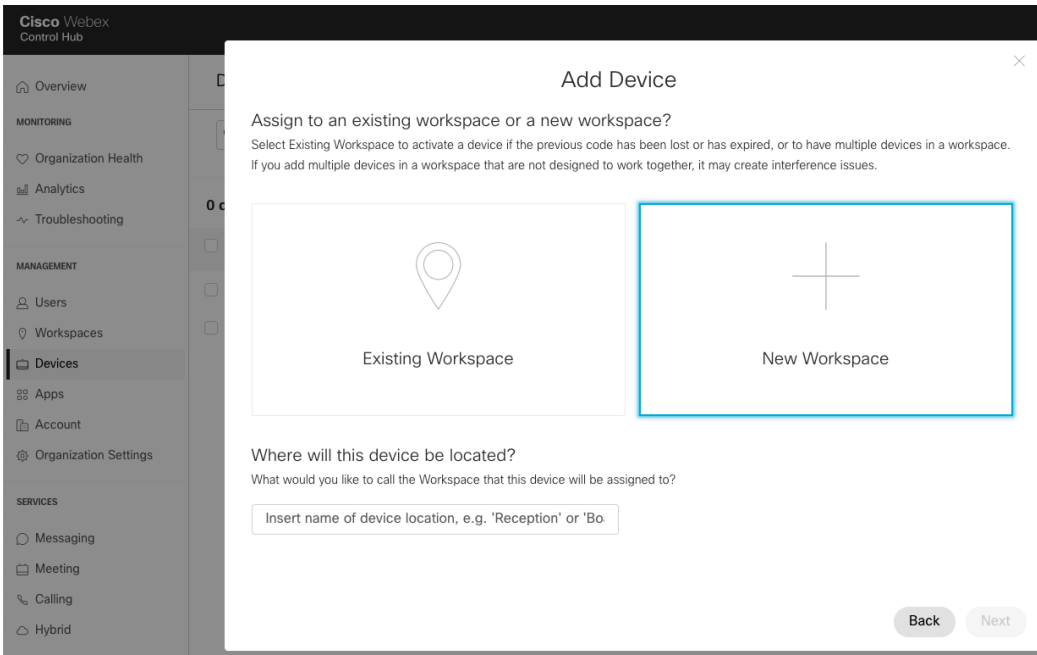 Cisco Webex
Control Hub
Overview
MONITORING
Organization Health
Analytics
Troubleshooting
MANAGEMENT
Users
Workspaces
Devices
Apps
Account
Organization Settings
SERVICES
Messaging
Meeting
Calling
Hybrid
D
0 d
Add Device
Assign to an existing workspace or a new workspace?
Select Existing Workspace to activate a device if the previous code has been lost or has expired, or to have multiple devices in a workspace.
If you add multiple devices in a workspace that are not designed to work together, it may create interference issues.
Existing Workspace
New Workspace
Where will this device be located?
What would you like to call the Workspace that this device will be assigned to?
Insert name of device location, e.g. 'Reception' or 'Bo
Back
Next